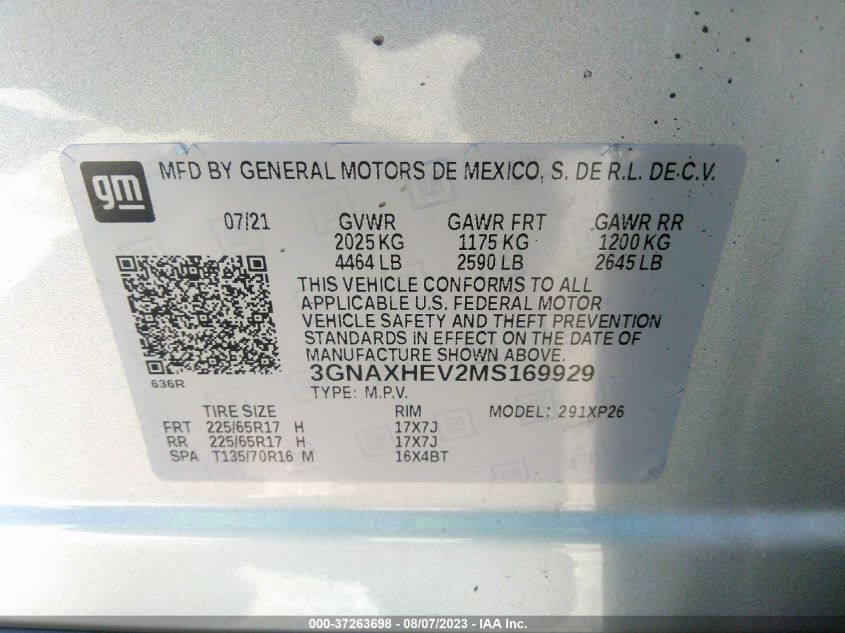 gm
MFD BY GENERAL MOTORS DE MEXICO, S. DE R.L. DE C.V.
07/21 GVWR GAWR FRT GAWR RR
2025 KG 1175 KG 1200 KG
4464 LB 2590 LB 2645 LB
THIS VEHICLE CONFORMS TO ALL
APPLICABLE U.S. FEDERAL MOTOR
VEHICLE SAFETY AND THEFT PREVENTION
STANDARDS IN EFFECT ON THE DATE OF
MANUFACTURE SHOWN ABOVE.
3GNAXHEV2MS169929
636R
TYPE: M.P.V.
TIRE SIZE RIM MODEL: 291XP26
FRT 225/65R17 H 17X7J
RR 225/65R17 H 17X7J
SPA T135/70R16 M 16X4BT
000-37263698 - 08/07/2023 - IAA Inc.